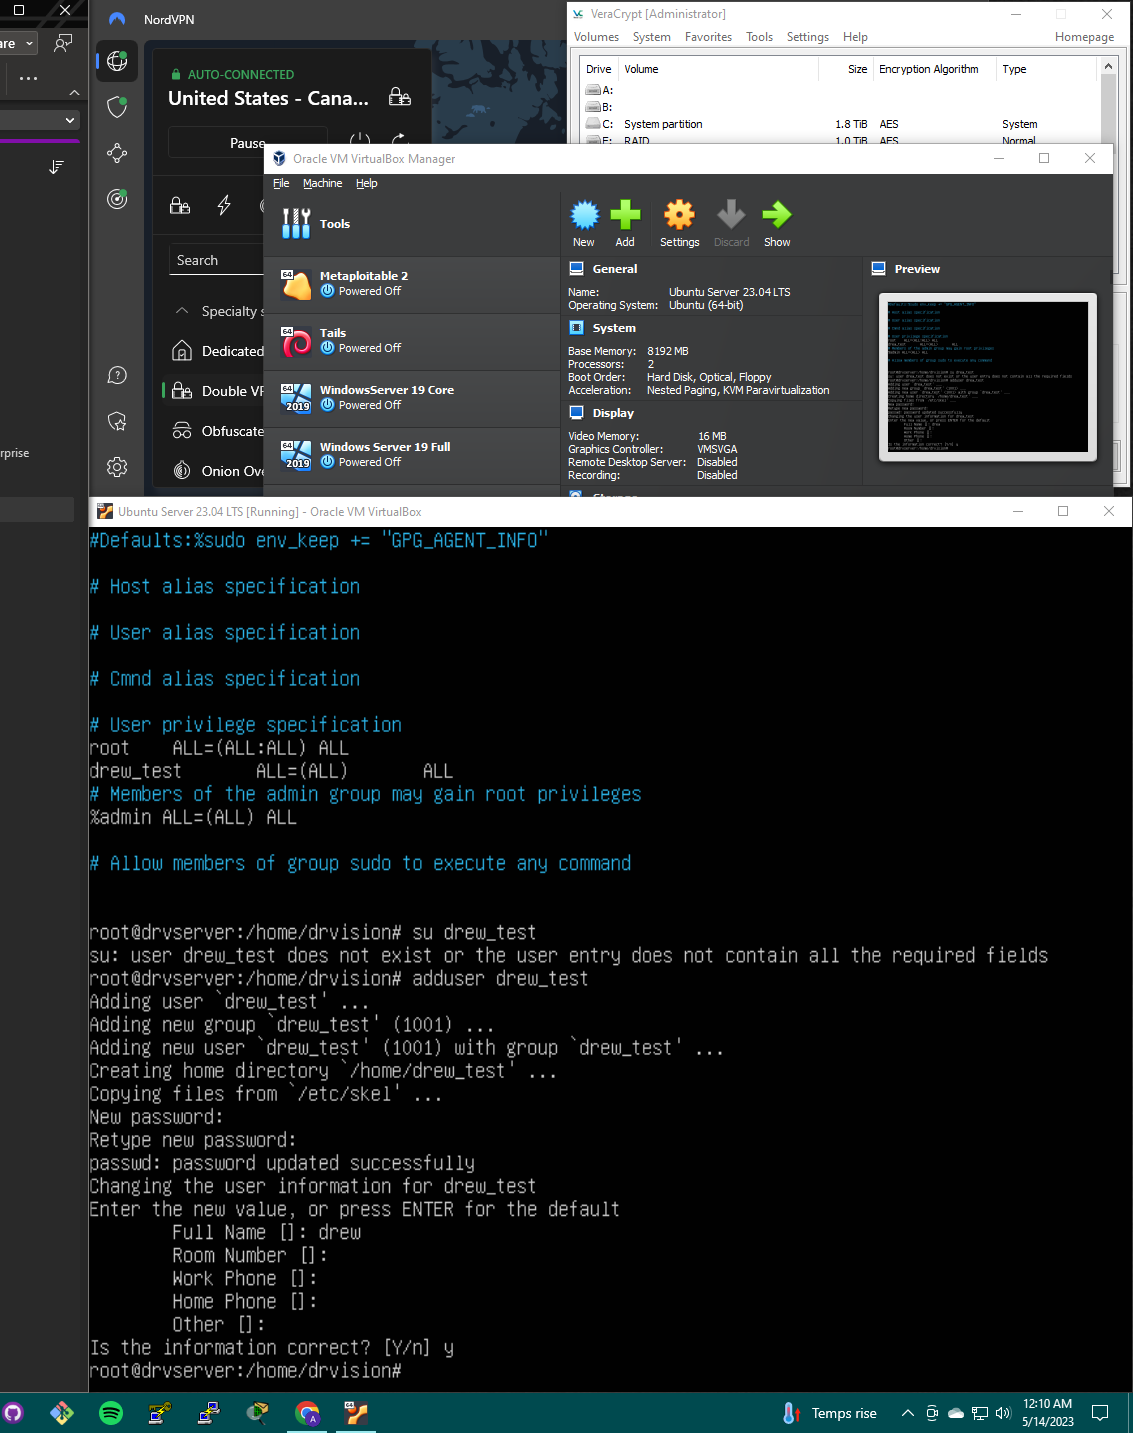 are
rprise
NordVPN
AUTO-CONNECTED
United States - Cana...
Pause
Search
Specialty s
Dedicated
Double VP
Obfuscate
Onion Ove
VeraCrypt [Administrator]
Volumes System Favorites Tools Settings Help Homepage
Drive Volume Size Encryption Algorithm Type
A:
B:
C: System partition 1.8 TiB AES System
E: RAID 1.0 TiB AES Normal
Oracle VM VirtualBox Manager
File Machine Help
Tools
64
Metaploitable 2
Powered Off
64
Tails
Powered Off
64
2019
WindowsServer 19 Core
Powered Off
64
2019
Windows Server 19 Full
Powered Off
New Add Settings Discard Show
General
Name: Ubuntu Server 23.04 LTS
Operating System: Ubuntu (64-bit)
System
Base Memory: 8192 MB
Processors: 2
Boot Order: Hard Disk, Optical, Floppy
Acceleration: Nested Paging, KVM Paravirtualization
Display
Video Memory: 16 MB
Graphics Controller: VMSVGA
Remote Desktop Server: Disabled
Recording: Disabled
Storage
Preview
Ubuntu Server 23.04 LTS [Running] - Oracle VM VirtualBox
#Defaults:%sudo env_keep += "GPG_AGENT_INFO"
# Host alias specification
# User alias specification
# Cmnd alias specification
# User privilege specification
root ALL=(ALL:ALL) ALL
drew_test ALL=(ALL) ALL
# Members of the admin group may gain root privileges
%admin ALL=(ALL) ALL
# Allow members of group sudo to execute any command
root@drvserver:/home/drvision# su drew_test
su: user drew_test does not exist or the user entry does not contain all the required fields
root@drvserver:/home/drvision# adduser drew_test
Adding user `drew_test' ...
Adding new group `drew_test' (1001) ...
Adding new user `drew_test' (1001) with group `drew_test' ...
Creating home directory `/home/drew_test' ...
Copying files from `/etc/skel' ...
New password:
Retype new password:
passwd: password updated successfully
Changing the user information for drew_test
Enter the new value, or press ENTER for the default
Full Name []: drew
Room Number []:
Work Phone []:
Home Phone []:
Other []:
Is the information correct? [Y/n] y
root@drvserver:/home/drvision#
A
64
Temps rise
12:10 AM
5/14/2023